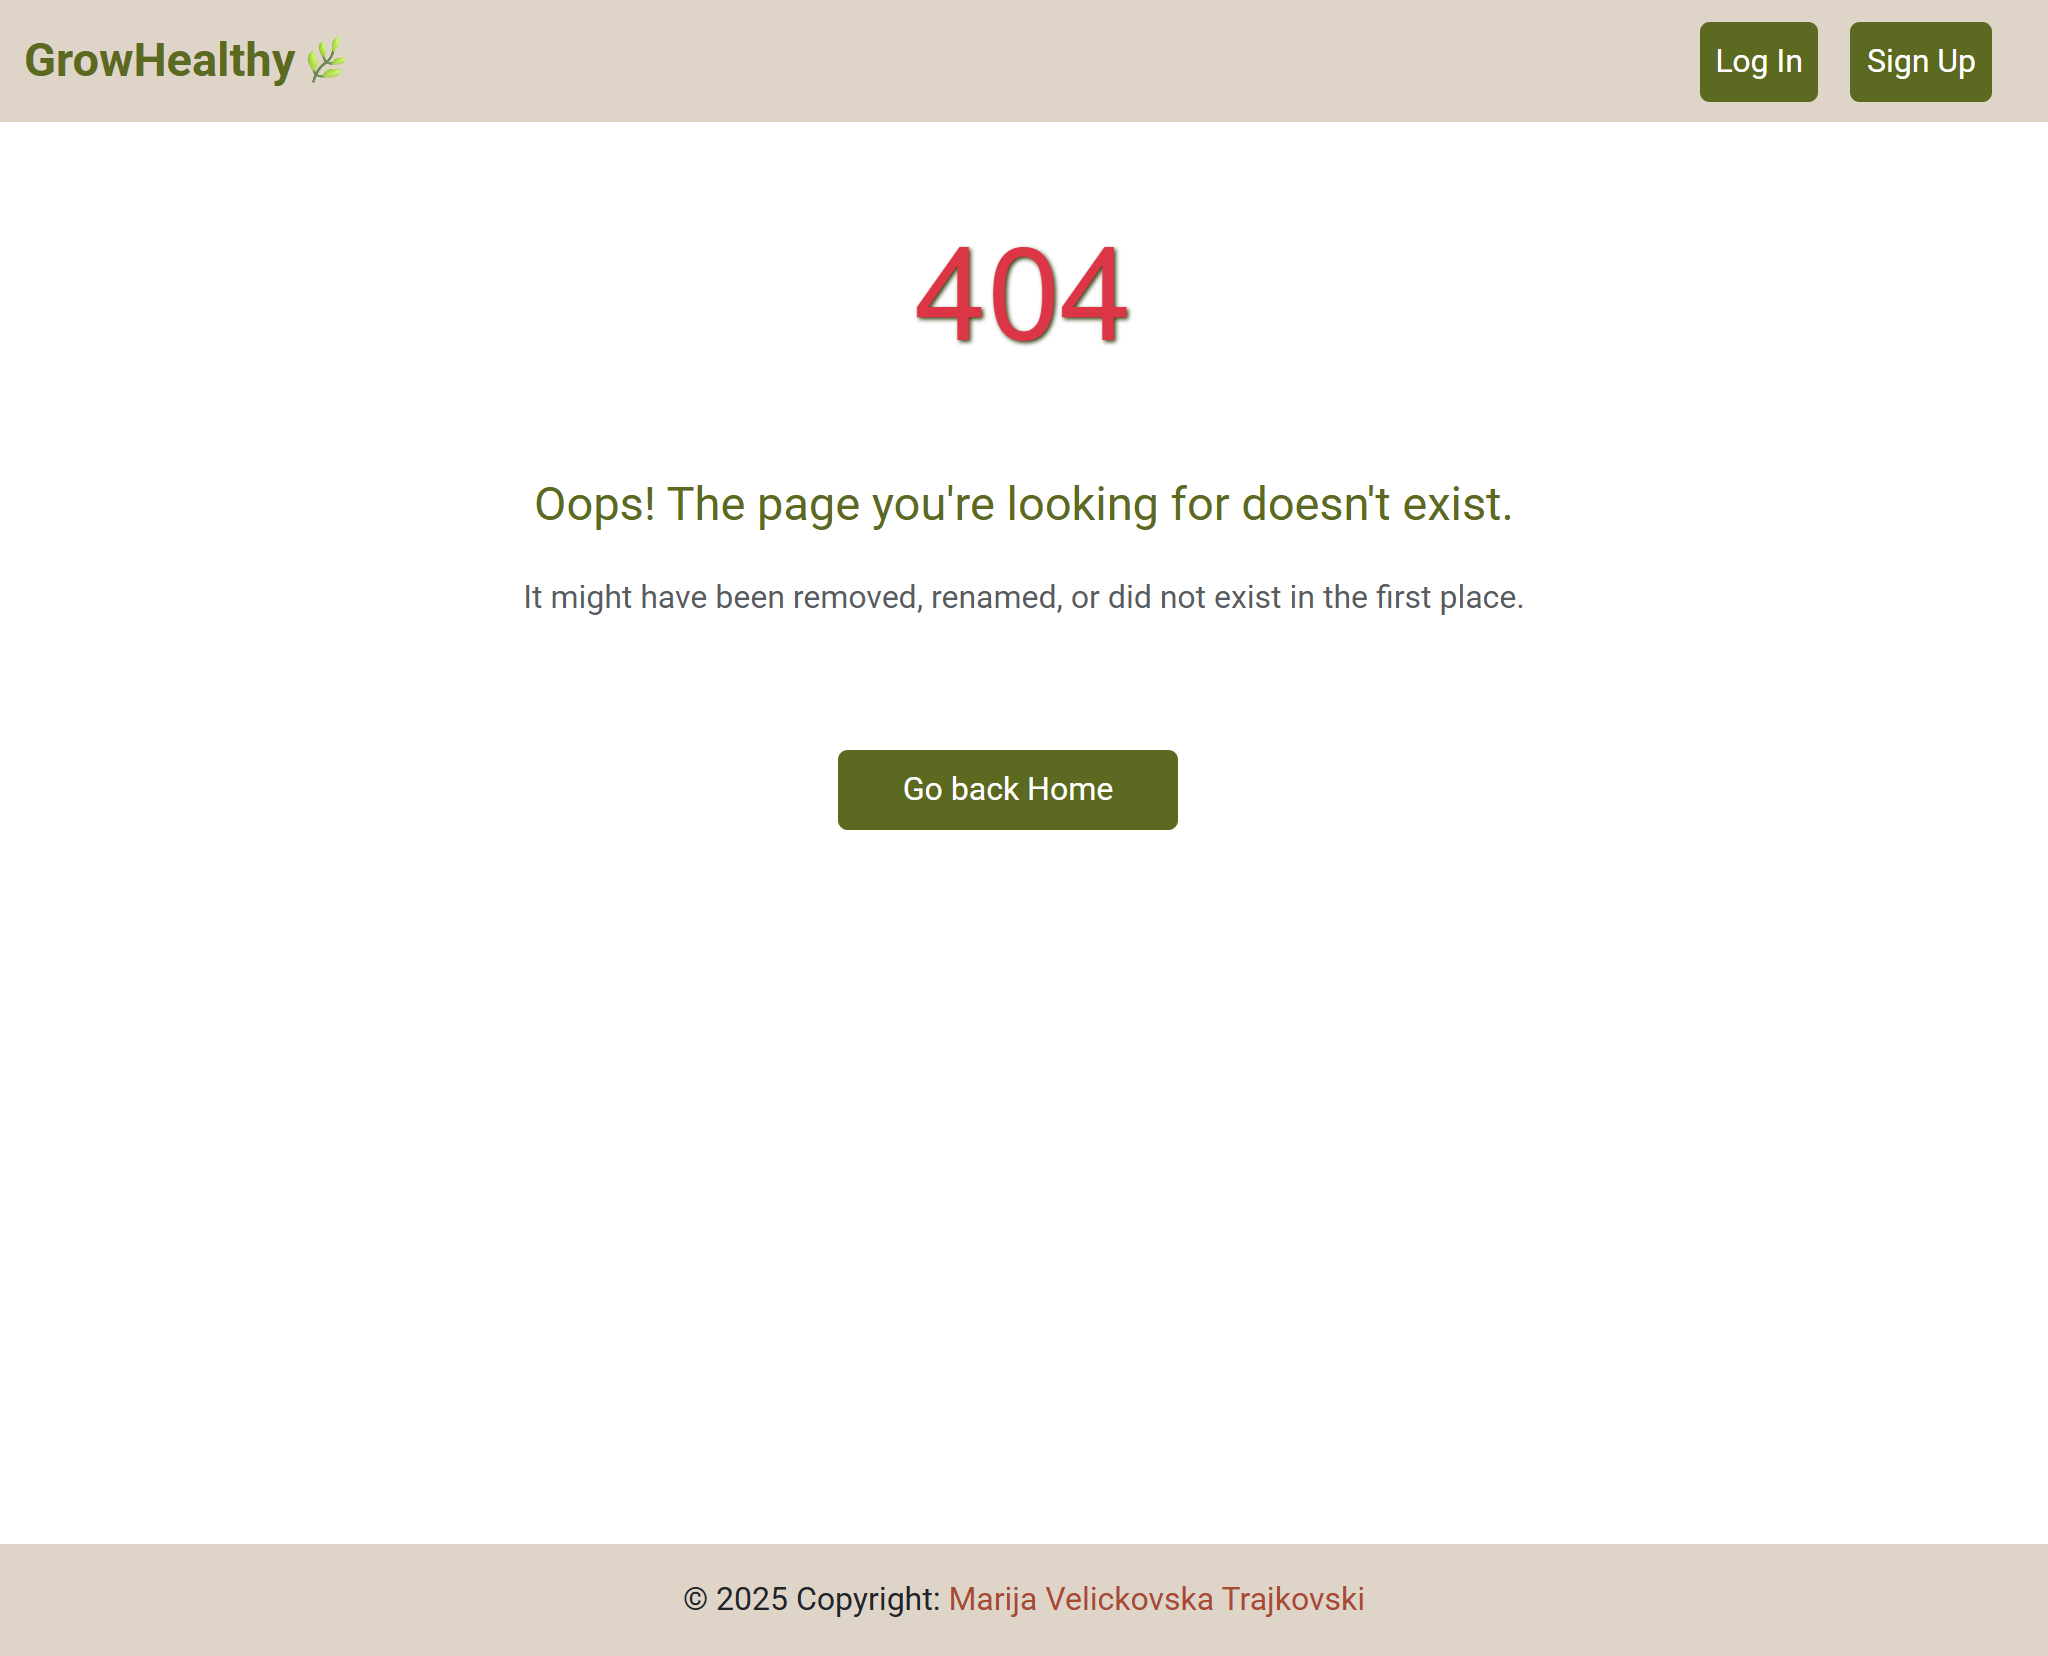 GrowHealthy
Log In
Sign Up
404
Oops! The page you're looking for doesn't exist.
It might have been removed, renamed, or did not exist in the first place.
Go back Home
© 2025 Copyright: Marija Velickovska Trajkovski